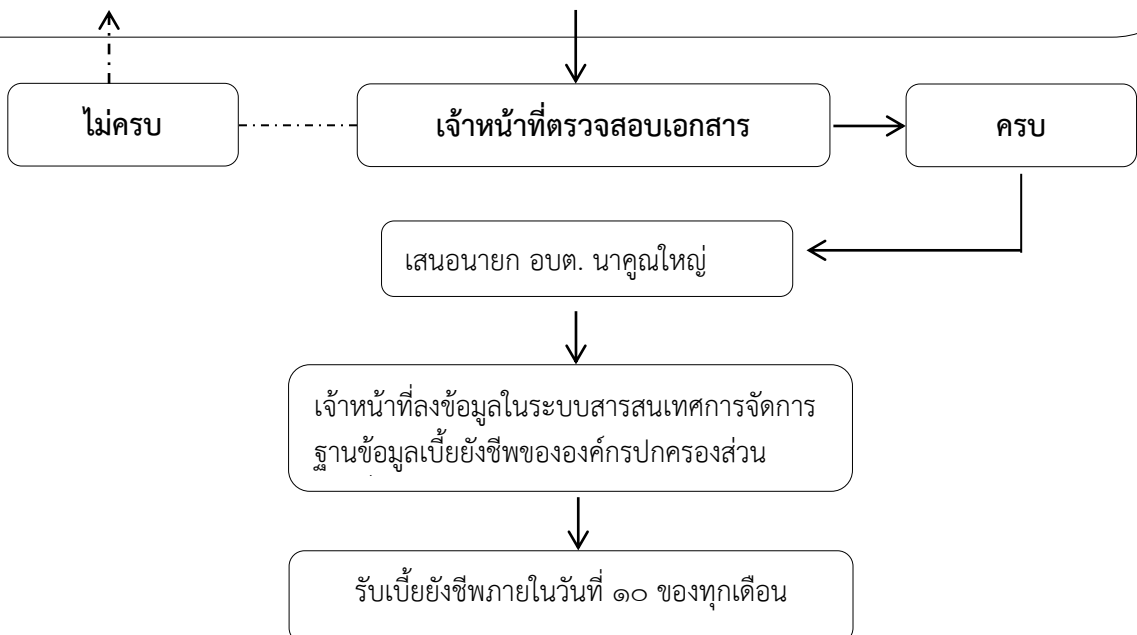 ไม่ครบ
เจ้าหน้าที่ตรวจสอบเอกสาร
ครบ
เสนอนายก อบต. นาคูณใหญ่
เจ้าหน้าที่ลงข้อมูลในระบบสารสนเทศการจัดการ
ฐานข้อมูลเบี้ยยังชีพขององค์กรปกครองส่วน
รับเบี้ยยังชีพภายในวันที่ ๑๐ ของทุกเดือน